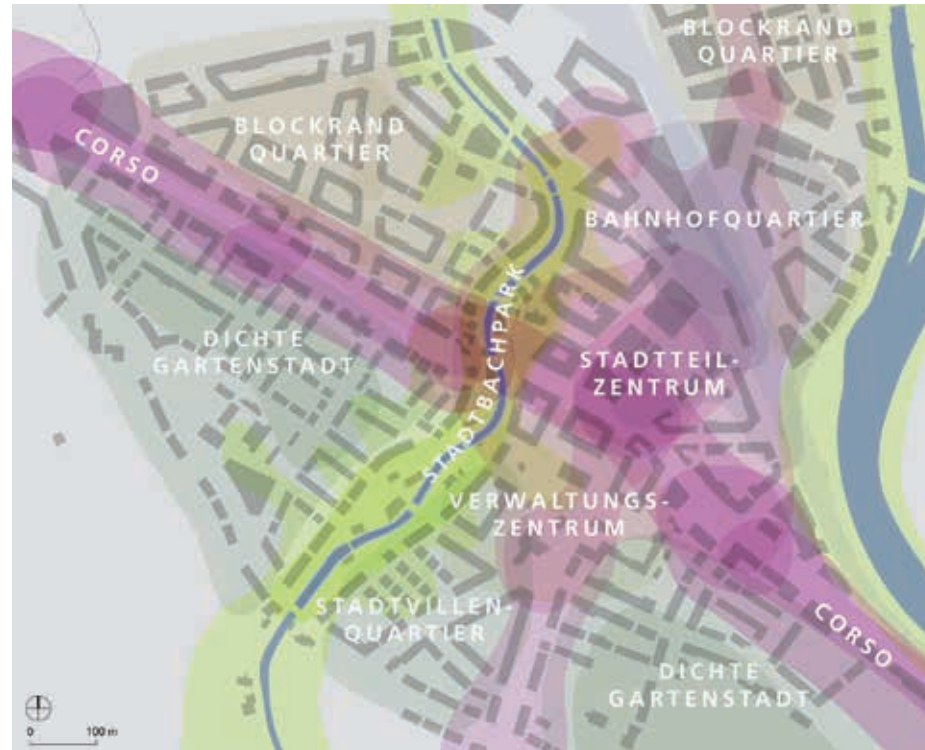 BLOCKRAND
QUARTIER
CORSO
BLOCKRAND
QUARTIER
BAHNHOFQUARTIER
STADTBACHPARK
DICHTE
GARTENSTADT
STADTTEIL-
ZENTRUM
VERWALTUNGS-
ZENTRUM
STADTVILLEN-
QUARTIER
CORSO
DICHTE
GARTENSTADT
0 100 m